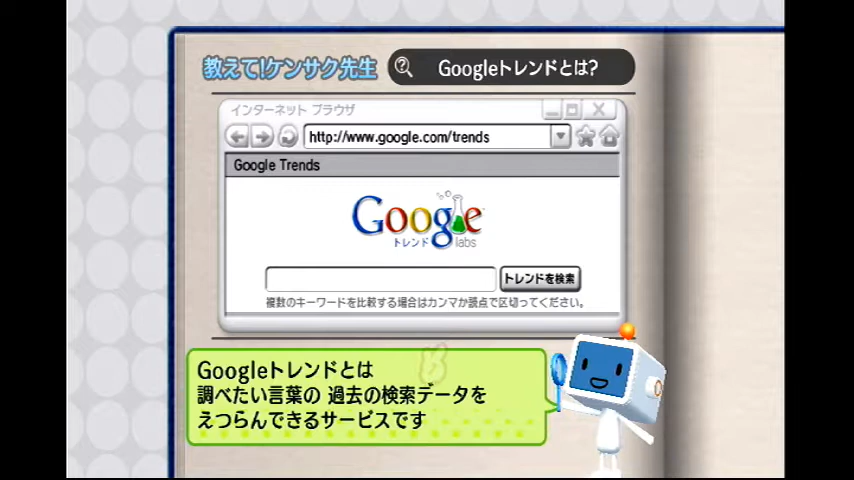 教えて!ケンサク先生
Googleトレンドとは?
インターネット ブラウザ
http://www.google.com/trends
Google Trends
Google
トレンド labs
トレンドを検索
複数のキーワードを比較する場合はカンマか読点で区切ってください。
Googleトレンドとは
調べたい言葉の 過去の検索データを
えつらんできるサービスです